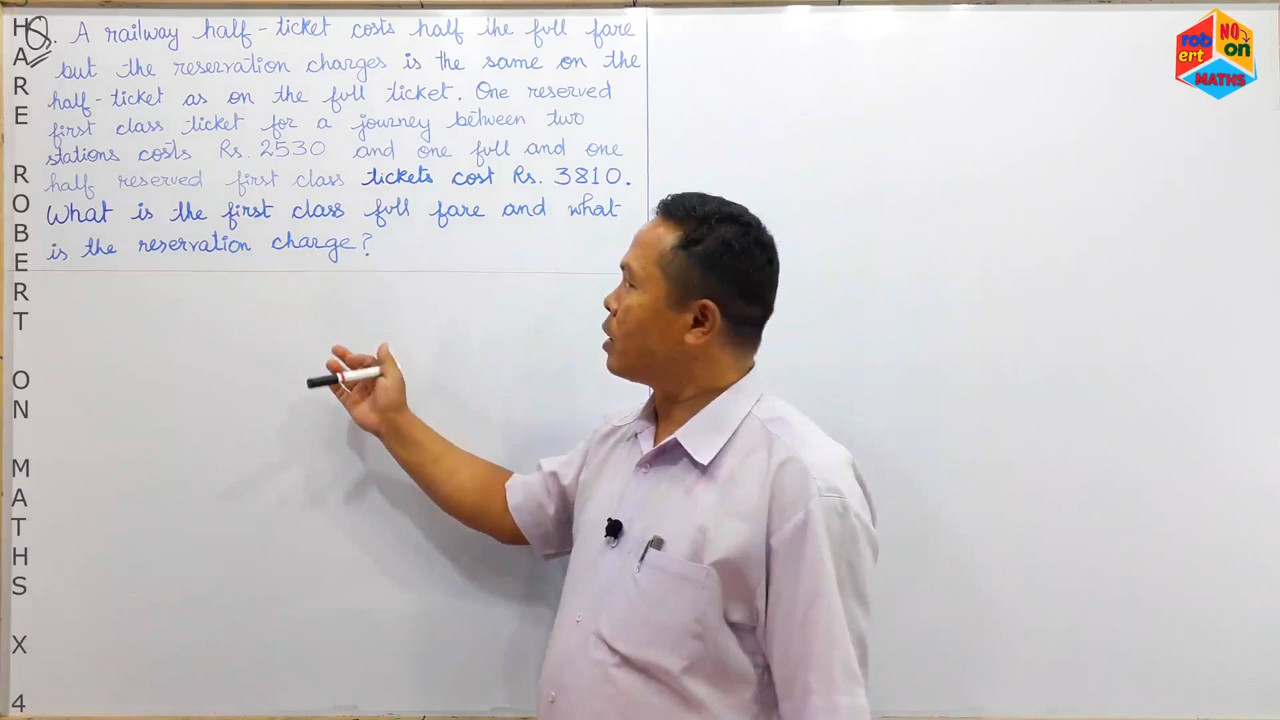 Q. A railway half-ticket costs half the full fare
but the reservation charges is the same on the
half-ticket as on the full ticket. One reserved
first class ticket for a journey between two
stations costs Rs. 2530 and one full and one
half reserved first class tickets cost Rs. 3810.
What is the first class full fare and what
is the reservation charge?
HARE ROBERT ON MATHS X 4
robert NO on
MATHS